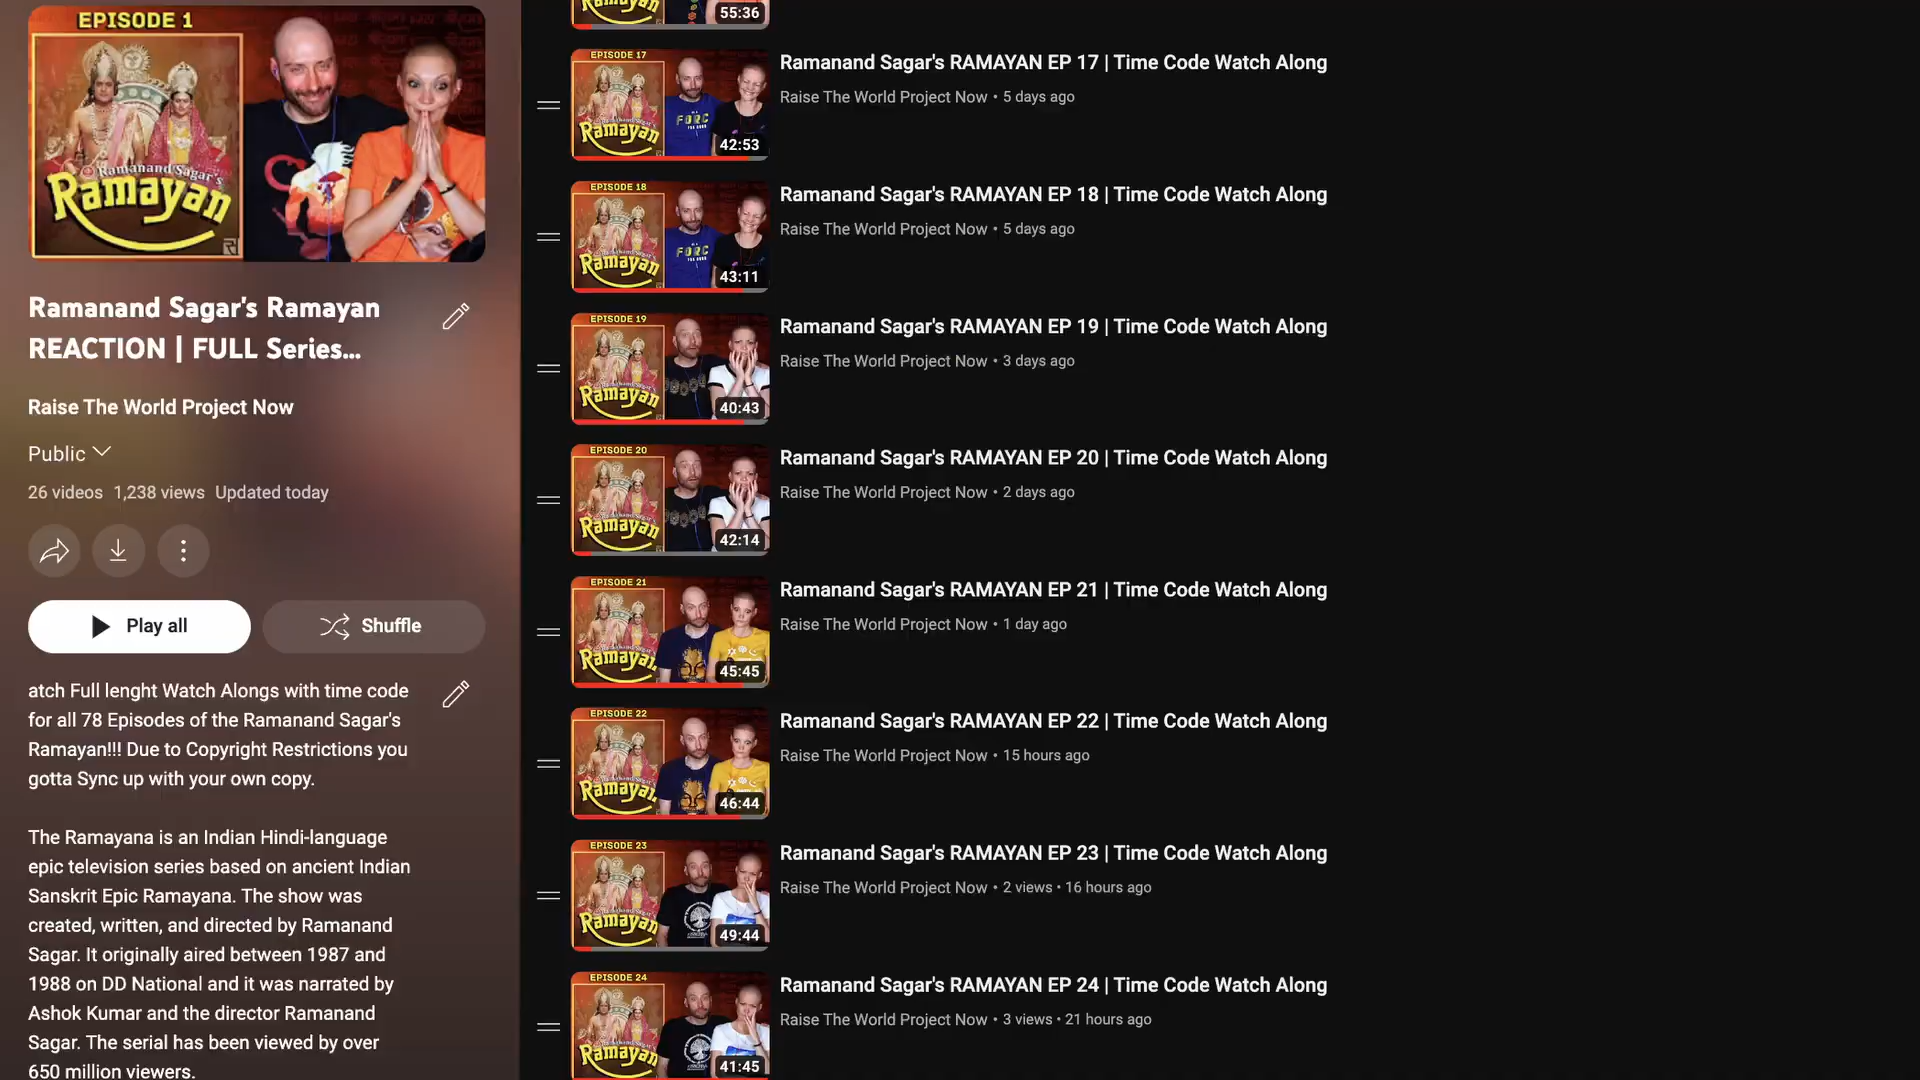 EPISODE 1
Ramanand Sagar's
Ramayan
Ramanand Sagar's Ramayan
REACTION | FULL Series...
Raise The World Project Now
Public
26 videos 1,238 views Updated today
Play all
Shuffle
atch Full lenght Watch Alongs with time code
for all 78 Episodes of the Ramanand Sagar's
Ramayan!!! Due to Copyright Restrictions you
gotta Sync up with your own copy.
The Ramayana is an Indian Hindi-language
epic television series based on ancient Indian
Sanskrit Epic Ramayana. The show was
created, written, and directed by Ramanand
Sagar. It originally aired between 1987 and
1988 on DD National and it was narrated by
Ashok Kumar and the director Ramanand
Sagar. The serial has been viewed by over
650 million viewers.
Ramayan
55:36
EPISODE 17
Ramayan
FORC
42:53
Ramanand Sagar's RAMAYAN EP 17 | Time Code Watch Along
Raise The World Project Now • 5 days ago
EPISODE 18
Ramayan
FORC
43:11
Ramanand Sagar's RAMAYAN EP 18 | Time Code Watch Along
Raise The World Project Now • 5 days ago
EPISODE 19
Ramayan
40:43
Ramanand Sagar's RAMAYAN EP 19 | Time Code Watch Along
Raise The World Project Now • 3 days ago
EPISODE 20
Ramayan
42:14
Ramanand Sagar's RAMAYAN EP 20 | Time Code Watch Along
Raise The World Project Now • 2 days ago
EPISODE 21
Ramayan
45:45
Ramanand Sagar's RAMAYAN EP 21 | Time Code Watch Along
Raise The World Project Now • 1 day ago
EPISODE 22
Ramayan
46:44
Ramanand Sagar's RAMAYAN EP 22 | Time Code Watch Along
Raise The World Project Now • 15 hours ago
EPISODE 23
Ramayan
49:44
Ramanand Sagar's RAMAYAN EP 23 | Time Code Watch Along
Raise The World Project Now • 2 views • 16 hours ago
EPISODE 24
Ramayan
41:45
Ramanand Sagar's RAMAYAN EP 24 | Time Code Watch Along
Raise The World Project Now • 3 views • 21 hours ago